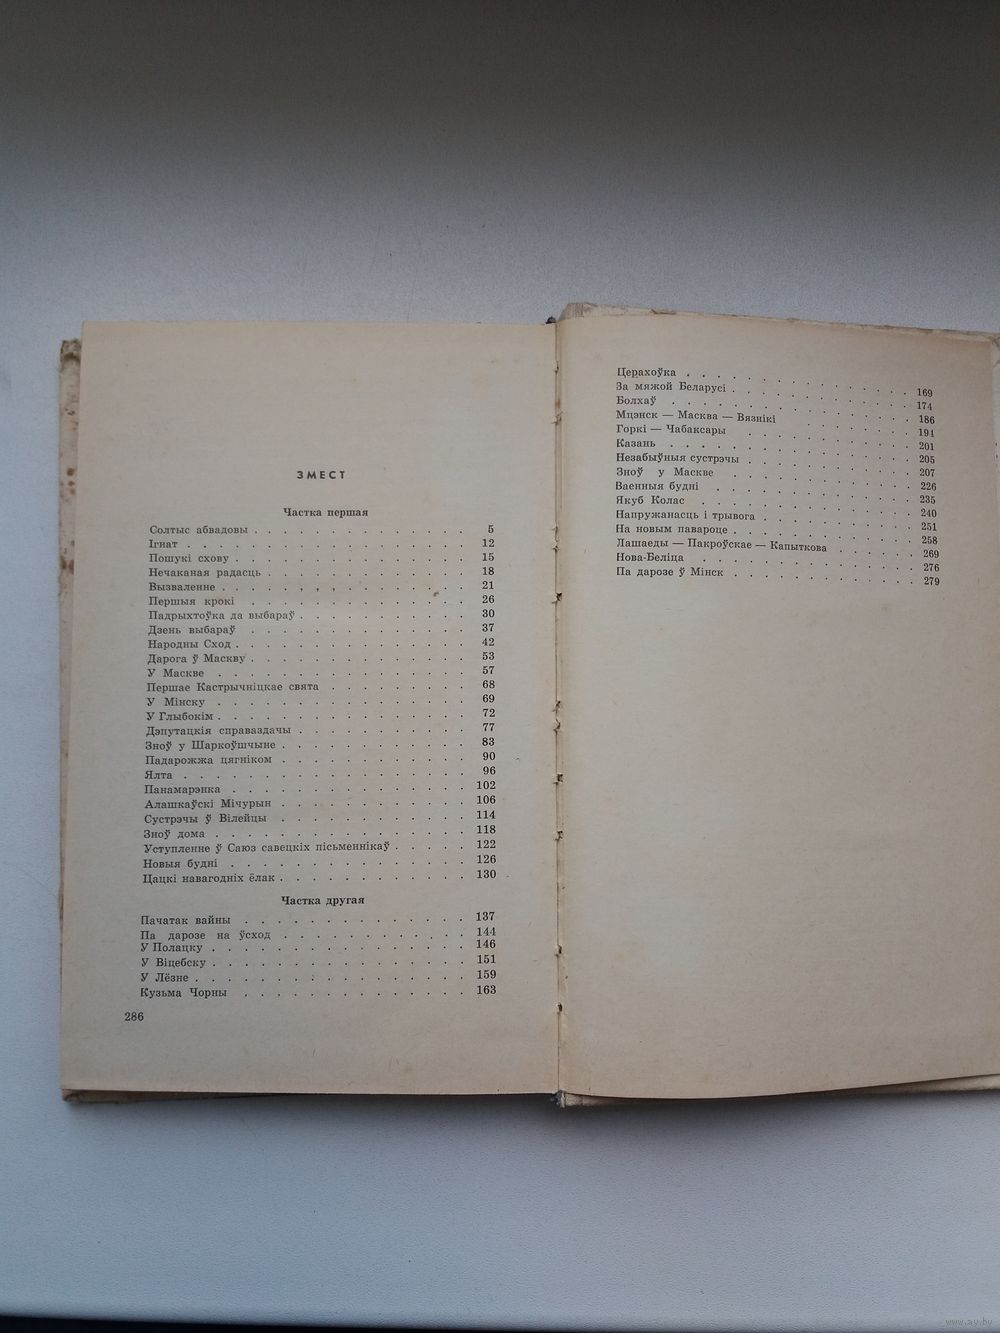 ЗМЕСТ
Частка першая
Солтыс абвадовы . . . . . . . . . . . 5
Ігнат . . . . . . . . . . . . . . 12
Пошукі схову . . . . . . . . . . . . 15
Нечаканая радасць . . . . . . . . . . 18
Вызваленне . . . . . . . . . . . . . 21
Першыя крокі . . . . . . . . . . . . 26
Падрыхтоўка да выбараў . . . . . . . . . 30
Дзень выбараў . . . . . . . . . . . . 37
Народны Сход . . . . . . . . . . . . 42
Дарога ў Маскву . . . . . . . . . . . 53
У Маскве . . . . . . . . . . . . . 57
Першае Кастрычніцкае свята . . . . . . . . 68
У Мінску . . . . . . . . . . . . . 69
У Глыбокім . . . . . . . . . . . . . 72
Дэпутацкія справаздачы . . . . . . . . . 77
Зноў у Шаркоўшчыне . . . . . . . . . . 83
Падарожжа цягніком . . . . . . . . . . 90
Ялта . . . . . . . . . . . . . . 96
Панамарэнка . . . . . . . . . . . . 102
Алашкаўскі Мічурын . . . . . . . . . . 106
Сустрэчы ў Вілейцы . . . . . . . . . . 114
Зноў дома . . . . . . . . . . . . . 118
Уступленне ў Саюз савецкіх пісьменнікаў . . . . . 122
Новыя будні . . . . . . . . . . . . 126
Цацкі навагодніх ёлак . . . . . . . . . . 130
Частка другая
Пачатак вайны . . . . . . . . . . . . 137
Па дарозе на ўсход . . . . . . . . . . 144
У Полацку . . . . . . . . . . . . . 146
У Віцебску . . . . . . . . . . . . . 151
У Лёзне . . . . . . . . . . . . . . 159
Кузьма Чорны . . . . . . . . . . . . 163
286
Церахоўка . . . . . . . . . . . . 169
За мяжой Беларусі . . . . . . . . . . 174
Болхаў . . . . . . . . . . . . . 186
Мцэнск — Масква — Вязнікі . . . . . . . 191
Горкі — Чабаксары . . . . . . . . . . 201
Казань . . . . . . . . . . . . . 205
Незабыўныя сустрэчы . . . . . . . . . 207
Зноў у Маскве . . . . . . . . . . . 226
Ваенныя будні . . . . . . . . . . . 235
Якуб Колас . . . . . . . . . . . . 240
Напружанасць і трывога . . . . . . . . 251
На новым павароце . . . . . . . . . . 258
Лашаеды — Пакроўскае — Капыткова . . . . . 269
Нова-Беліца . . . . . . . . . . . . 276
Па дарозе ў Мінск . . . . . . . . . . 279
www.ay.by